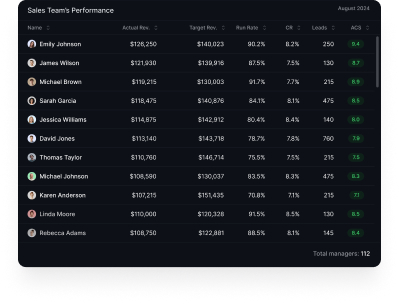 Sales Team's Performance August 2024
Name Actual Rev. Target Rev. Run Rate CR Leads ACS
Emily Johnson $126,250 $140,023 90.2% 8.2% 250 9.4
James Wilson $121,930 $139,916 87.5% 7.5% 130 8.7
Michael Brown $119,215 $130,003 91.7% 7.7% 215 8.9
Sarah Garcia $118,475 $140,876 84.1% 8.1% 475 8.5
Jessica Williams $114,875 $142,912 80.4% 8.4% 140 8.0
David Jones $113,140 $143,718 78.7% 7.8% 760 7.9
Thomas Taylor $110,760 $146,714 75.5% 7.5% 215 7.5
Michael Johnson $108,590 $130,037 83.5% 8.3% 475 8.3
Karen Anderson $107,215 $151,435 70.8% 7.1% 215 7.1
Linda Moore $110,000 $120,328 91.5% 8.5% 130 9.5
Rebecca Adams $108,750 $122,881 88.5% 8.1% 145 9.4
Total managers: 112